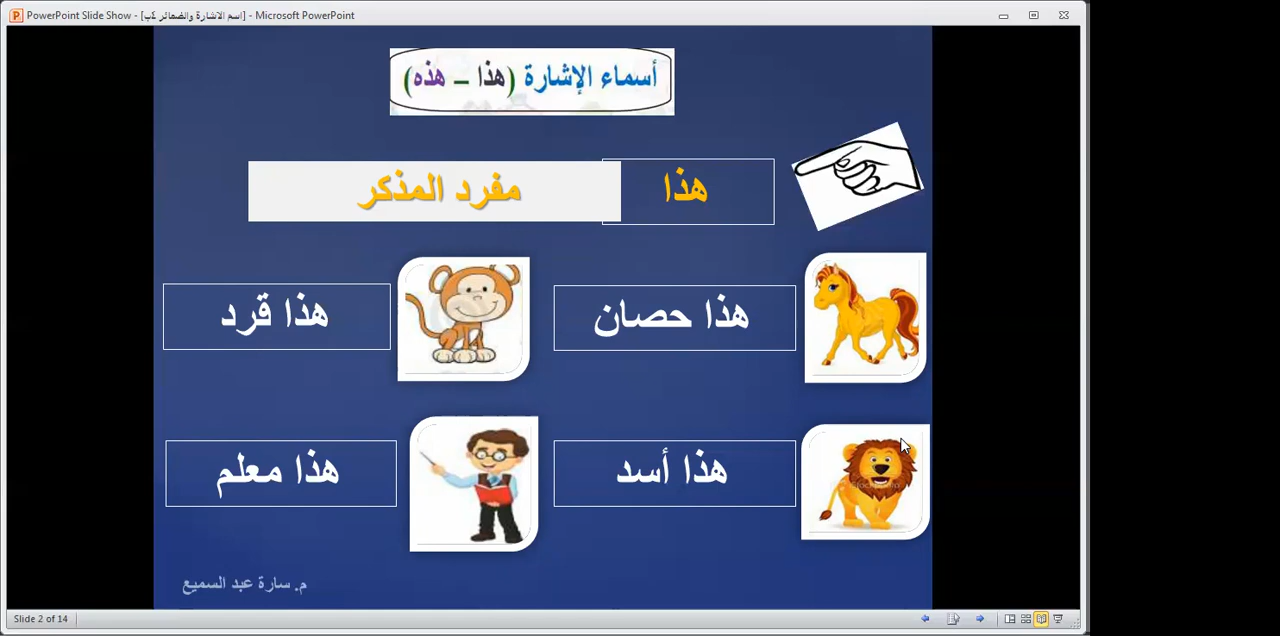 PowerPoint Slide Show - [اسم الاشارة والضمائر ٤ب] - Microsoft PowerPoint
أسماء الإشارة (هذا – هذه)
هذا
مفرد المذكر
هذا حصان
هذا قرد
هذا أسد
هذا معلم
م. سارة عبد السميع
Slide 2 of 14